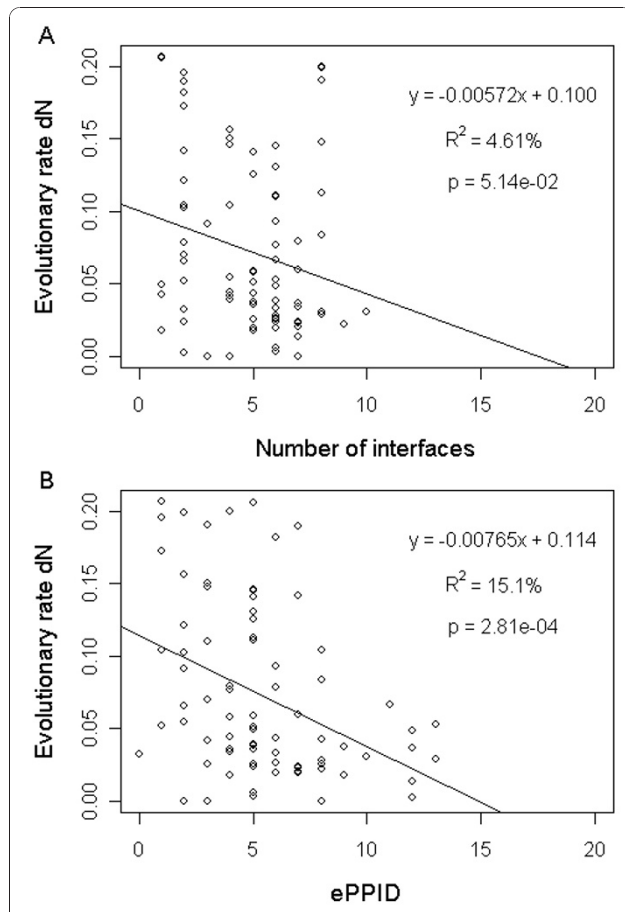 A
Evolutionary rate dN
0.20
0.15
0.10
0.05
0.00
y = -0.00572x + 0.100
R² = 4.61%
p = 5.14e-02
0 5 10 15 20
Number of interfaces
B
Evolutionary rate dN
0.20
0.15
0.10
0.05
0.00
y = -0.00765x + 0.114
R² = 15.1%
p = 2.81e-04
0 5 10 15 20
ePPID